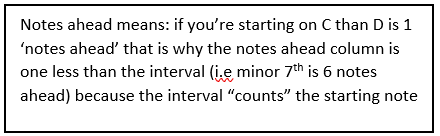 Notes ahead means: if you’re starting on C than D is 1
‘notes ahead’ that is why the notes ahead column is
one less than the interval (i.e minor 7th is 6 notes
ahead) because the interval “counts” the starting note